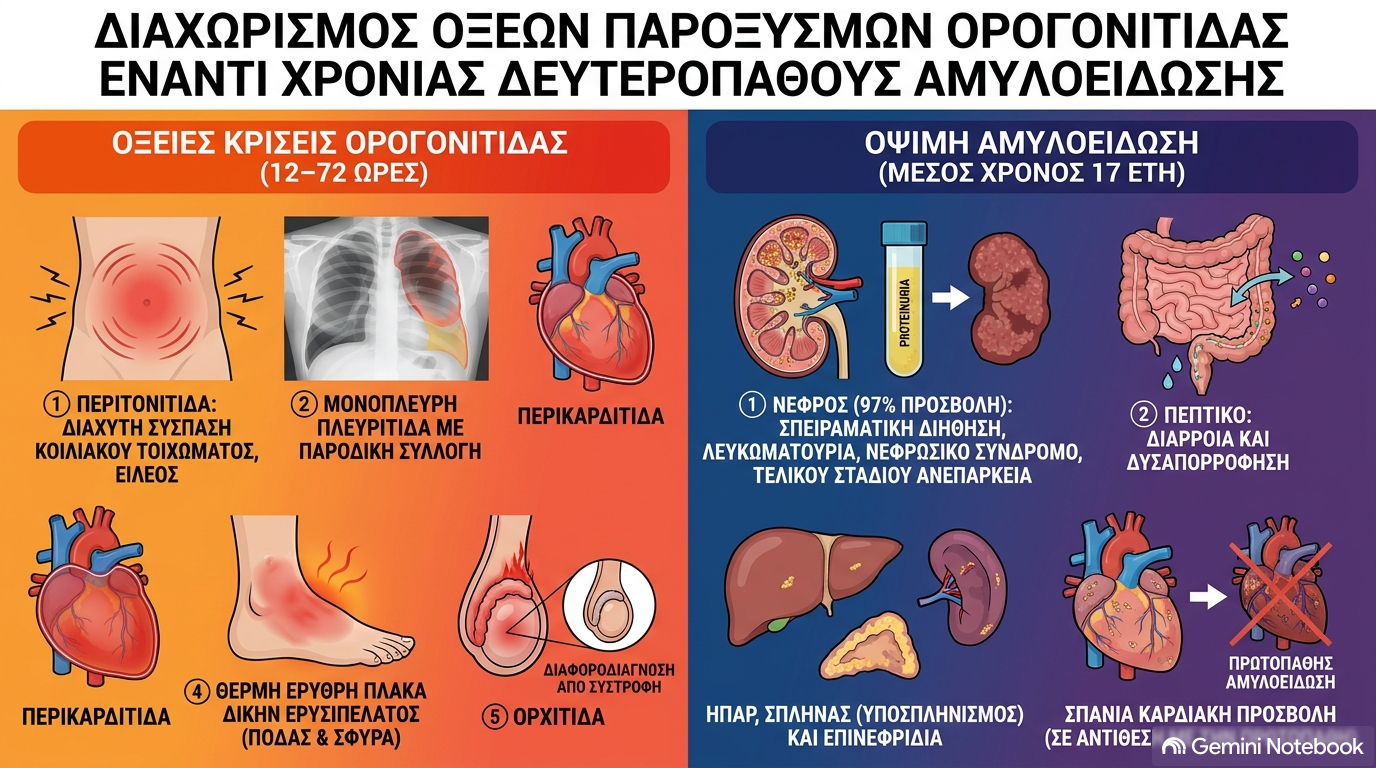 ΔΙΑΧΩΡΙΣΜΟΣ ΟΞΕΩΝ ΠΑΡΟΞΥΣΜΩΝ ΟΡΟΓΟΝΙΤΙΔΑΣ
ΕΝΑΝΤΙ ΧΡΟΝΙΑΣ ΔΕΥΤΕΡΟΠΑΘΟΥΣ ΑΜΥΛΟΕΙΔΩΣΗΣ
ΟΞΕΙΕΣ ΚΡΙΣΕΙΣ ΟΡΟΓΟΝΙΤΙΔΑΣ
(12–72 ΩΡΕΣ)
① ΠΕΡΙΤΟΝΙΤΙΔΑ:
ΔΙΑΧΥΤΗ ΣΥΣΠΑΣΗ
ΚΟΙΛΙΑΚΟΥ ΤΟΙΧΩΜΑΤΟΣ,
ΕΙΛΕΟΣ
② ΜΟΝΟΠΛΕΥΡΗ
ΠΛΕΥΡΙΤΙΔΑ ΜΕ
ΠΑΡΟΔΙΚΗ ΣΥΛΛΟΓΗ
ΠΕΡΙΚΑΡΔΙΤΙΔΑ
ΠΕΡΙΚΑΡΔΙΤΙΔΑ
④ ΘΕΡΜΗ ΕΡΥΘΡΗ ΠΛΑΚΑ
ΔΙΚΗΝ ΕΡΥΣΙΠΕΛΑΤΟΣ
(ΠΟΔΑΣ & ΣΦΥΡΑ)
ΔΙΑΦΟΡΟΔΙΑΓΝΩΣΗ
ΑΠΟ ΣΥΣΤΡΟΦΗ
⑤ ΟΡΧΙΤΙΔΑ
ΟΨΙΜΗ ΑΜΥΛΟΕΙΔΩΣΗ
(ΜΕΣΟΣ ΧΡΟΝΟΣ 17 ΕΤΗ)
PROTEINURIA
① ΝΕΦΡΟΣ (97% ΠΡΟΣΒΟΛΗ):
ΣΠΕΙΡΑΜΑΤΙΚΗ ΔΙΗΘΗΣΗ,
ΛΕΥΚΩΜΑΤΟΥΡΙΑ, ΝΕΦΡΩΣΙΚΟ ΣΥΝΔΡΟΜΟ,
ΤΕΛΙΚΟΥ ΣΤΑΔΙΟΥ ΑΝΕΠΑΡΚΕΙΑ
② ΠΕΠΤΙΚΟ:
ΔΙΑΡΡΟΙΑ ΚΑΙ
ΔΥΣΑΠΟΡΡΟΦΗΣΗ
ΗΠΑΡ, ΣΠΛΗΝΑΣ (ΥΠΟΣΠΛΗΝΙΣΜΟΣ)
ΚΑΙ ΕΠΙΝΕΦΡΙΔΙΑ
ΠΡΩΤΟΠΑΘΗΣ
ΑΜΥΛΟΕΙΔΩΣΗ
ΣΠΑΝΙΑ ΚΑΡΔΙΑΚΗ ΠΡΟΣΒΟΛΗ
(ΣΕ ΑΝΤΙΘΕΣ
Gemini Notebook